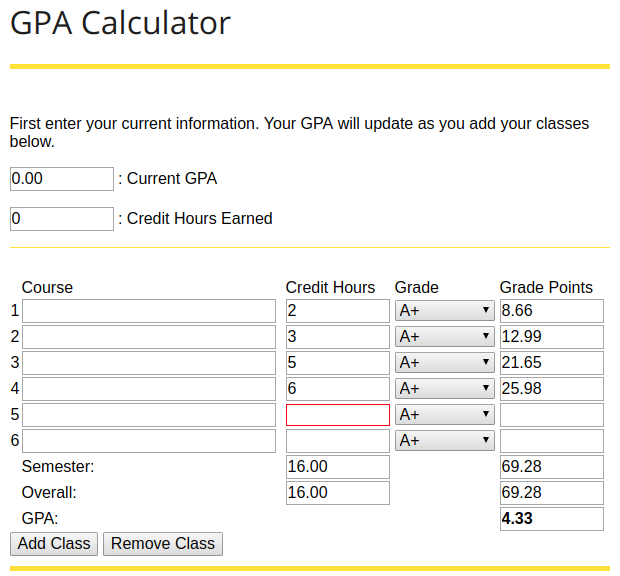 GPA Calculator
First enter your current information. Your GPA will update as you add your classes
below.
0.00 : Current GPA
0 : Credit Hours Earned
Course Credit Hours Grade Grade Points
1 2 A+ 8.66
2 3 A+ 12.99
3 5 A+ 21.65
4 6 A+ 25.98
5 A+
6 A+
Semester: 16.00 69.28
Overall: 16.00 69.28
GPA: 4.33
Add Class Remove Class